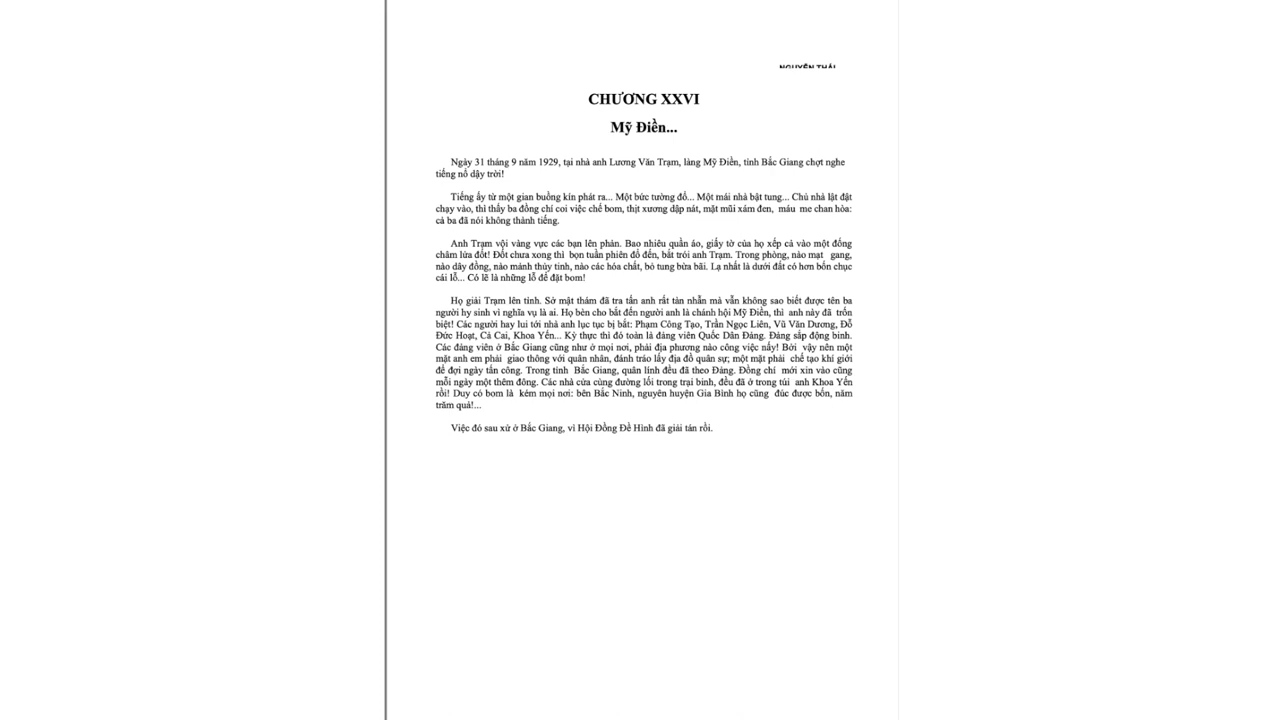 NGUYỄN THÁI
CHƯƠNG XXVI
Mỹ Điền...
Ngày 31 tháng 9 năm 1929, tại nhà anh Lương Văn Trạm, làng Mỹ Điền, tỉnh Bắc Giang chợt nghe
tiếng nổ dậy trời!
Tiếng ấy từ một gian buồng kín phát ra... Một bức tường đổ... Một mái nhà bật tung... Chủ nhà lật đật
chạy vào, thì thấy ba đồng chí coi việc chế bom, thịt xương dập nát, mặt mũi xám đen, máu me chan hòa:
cả ba đã nói không thành tiếng.
Anh Trạm vội vàng vực các bạn lên phản. Bao nhiêu quần áo, giấy tờ của họ xếp cả vào một đống
châm lửa đốt! Đốt chưa xong thì bọn tuần phiên đổ đến, bắt trói anh Trạm. Trong phòng, nào mạt gang,
nào dây đồng, nào mảnh thủy tinh, nào các hóa chất, bỏ tung bừa bãi. Lạ nhất là dưới đất có hơn bốn chục
cái lỗ... Có lẽ là những lỗ để đặt bom!
Họ giải Trạm lên tỉnh. Sở mật thám đã tra tấn anh rất tàn nhẫn mà vẫn không sao biết được tên ba
người hy sinh vì nghĩa vụ là ai. Họ bèn cho bắt đến người anh là chánh hội Mỹ Điền, thì anh này đã trốn
biệt! Các người hay lui tới nhà anh lục tục bị bắt: Phạm Công Tạo, Trần Ngọc Liên, Vũ Văn Dương, Đỗ
Đức Hoạt, Cả Cai, Khoa Yến... Kỳ thực thì đó toàn là đảng viên Quốc Dân Đảng. Đảng sắp động binh.
Các đảng viên ở Bắc Giang cũng như ở mọi nơi, phải địa phương nào công việc nấy! Bởi vậy nên một
mặt anh em phải giao thông với quân nhân, đánh tráo lấy địa đồ quân sự; một mặt phải chế tạo khí giới
để đợi ngày tấn công. Trong tỉnh Bắc Giang, quân lính đều đã theo Đảng. Đồng chí mới xin vào cũng
mỗi ngày một thêm đông. Các nhà cửa cùng đường lối trong trại binh, đều đã ở trong túi anh Khoa Yến
rồi! Duy có bom là kém mọi nơi: bên Bắc Ninh, nguyên huyện Gia Bình họ cũng đúc được bốn, năm
trăm quả!...
Việc đó sau xử ở Bắc Giang, vì Hội Đồng Đề Hình đã giải tán rồi.